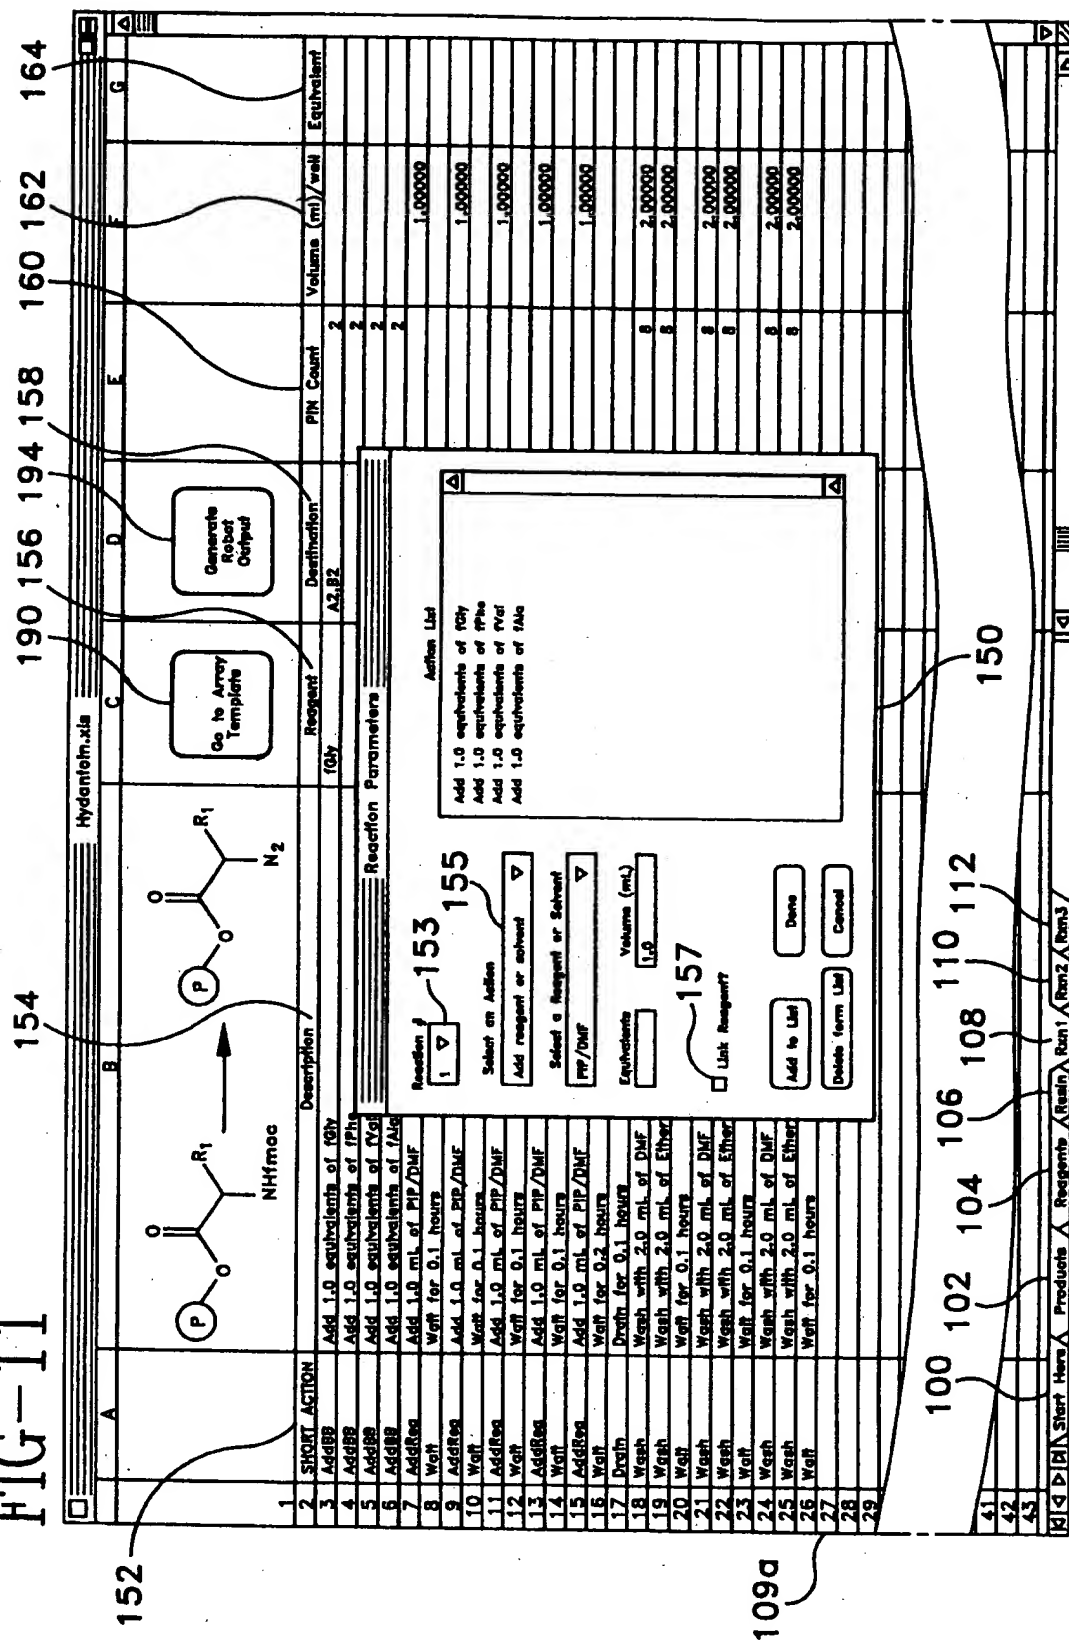 FIG-11
154
190 156 194 158
160 162 164
152
Hydantoin.xls
A B C D E F G
Go to Array Template
Generate Robot Output
P O O R1 NHfmoc
P O O R1 N2
1
2 SHORT ACTION Description Reagent Destination PIN Count Volume (ml)/well Equivalent
3 AddBB Add 1.0 equivalents of fGly fGly A2,B2 2
4 AddBB Add 1.0 equivalents of fPhe 2
5 AddBB Add 1.0 equivalents of fVal 2
6 AddBB Add 1.0 equivalents of fAla 2
7 AddReg Add 1.0 mL of PIP/DMF 1.00000
8 Wait Wait for 0.1 hours
9 AddReg Add 1.0 mL of PIP/DMF 1.00000
10 Wait Wait for 0.1 hours
11 AddReg Add 1.0 mL of PIP/DMF 1.00000
12 Wait Wait for 0.1 hours
13 AddReg Add 1.0 mL of PIP/DMF 1.00000
14 Wait Wait for 0.1 hours
15 AddReg Add 1.0 mL of PIP/DMF 1.00000
16 Wait Wait for 0.2 hours
17 Drain Drain for 0.1 hours
18 Wash Wash with 2.0 mL of DMF 8 2.00000
19 Wash Wash with 2.0 mL of Ether 8 2.00000
20 Wait Wait for 0.1 hours
21 Wash Wash with 2.0 mL of DMF 8 2.00000
22 Wash Wash with 2.0 mL of Ether 8 2.00000
23 Wait Wait for 0.1 hours
24 Wash Wash with 2.0 mL of DMF 8 2.00000
25 Wash Wash with 2.0 mL of Ether 8 2.00000
26 Wait Wait for 0.1 hours
27
28
29
41
42
43
Reaction Parameters
Reaction #
1
153
Select an Action
155
Add reagent or solvent
Select a Reagent or Solvent
PIP/DMF
Equivalents Volume (mL)
1.0
157
Link Reagent?
Add to List Done
Delete form List Cancel
Action List
Add 1.0 equivalents of fGly
Add 1.0 equivalents of fPhe
Add 1.0 equivalents of fVal
Add 1.0 equivalents of fAla
150
109a
100 102 104 106 108 110 112
Start Here Products Reagents Resin Rxn1 Rxn2 Rxn3